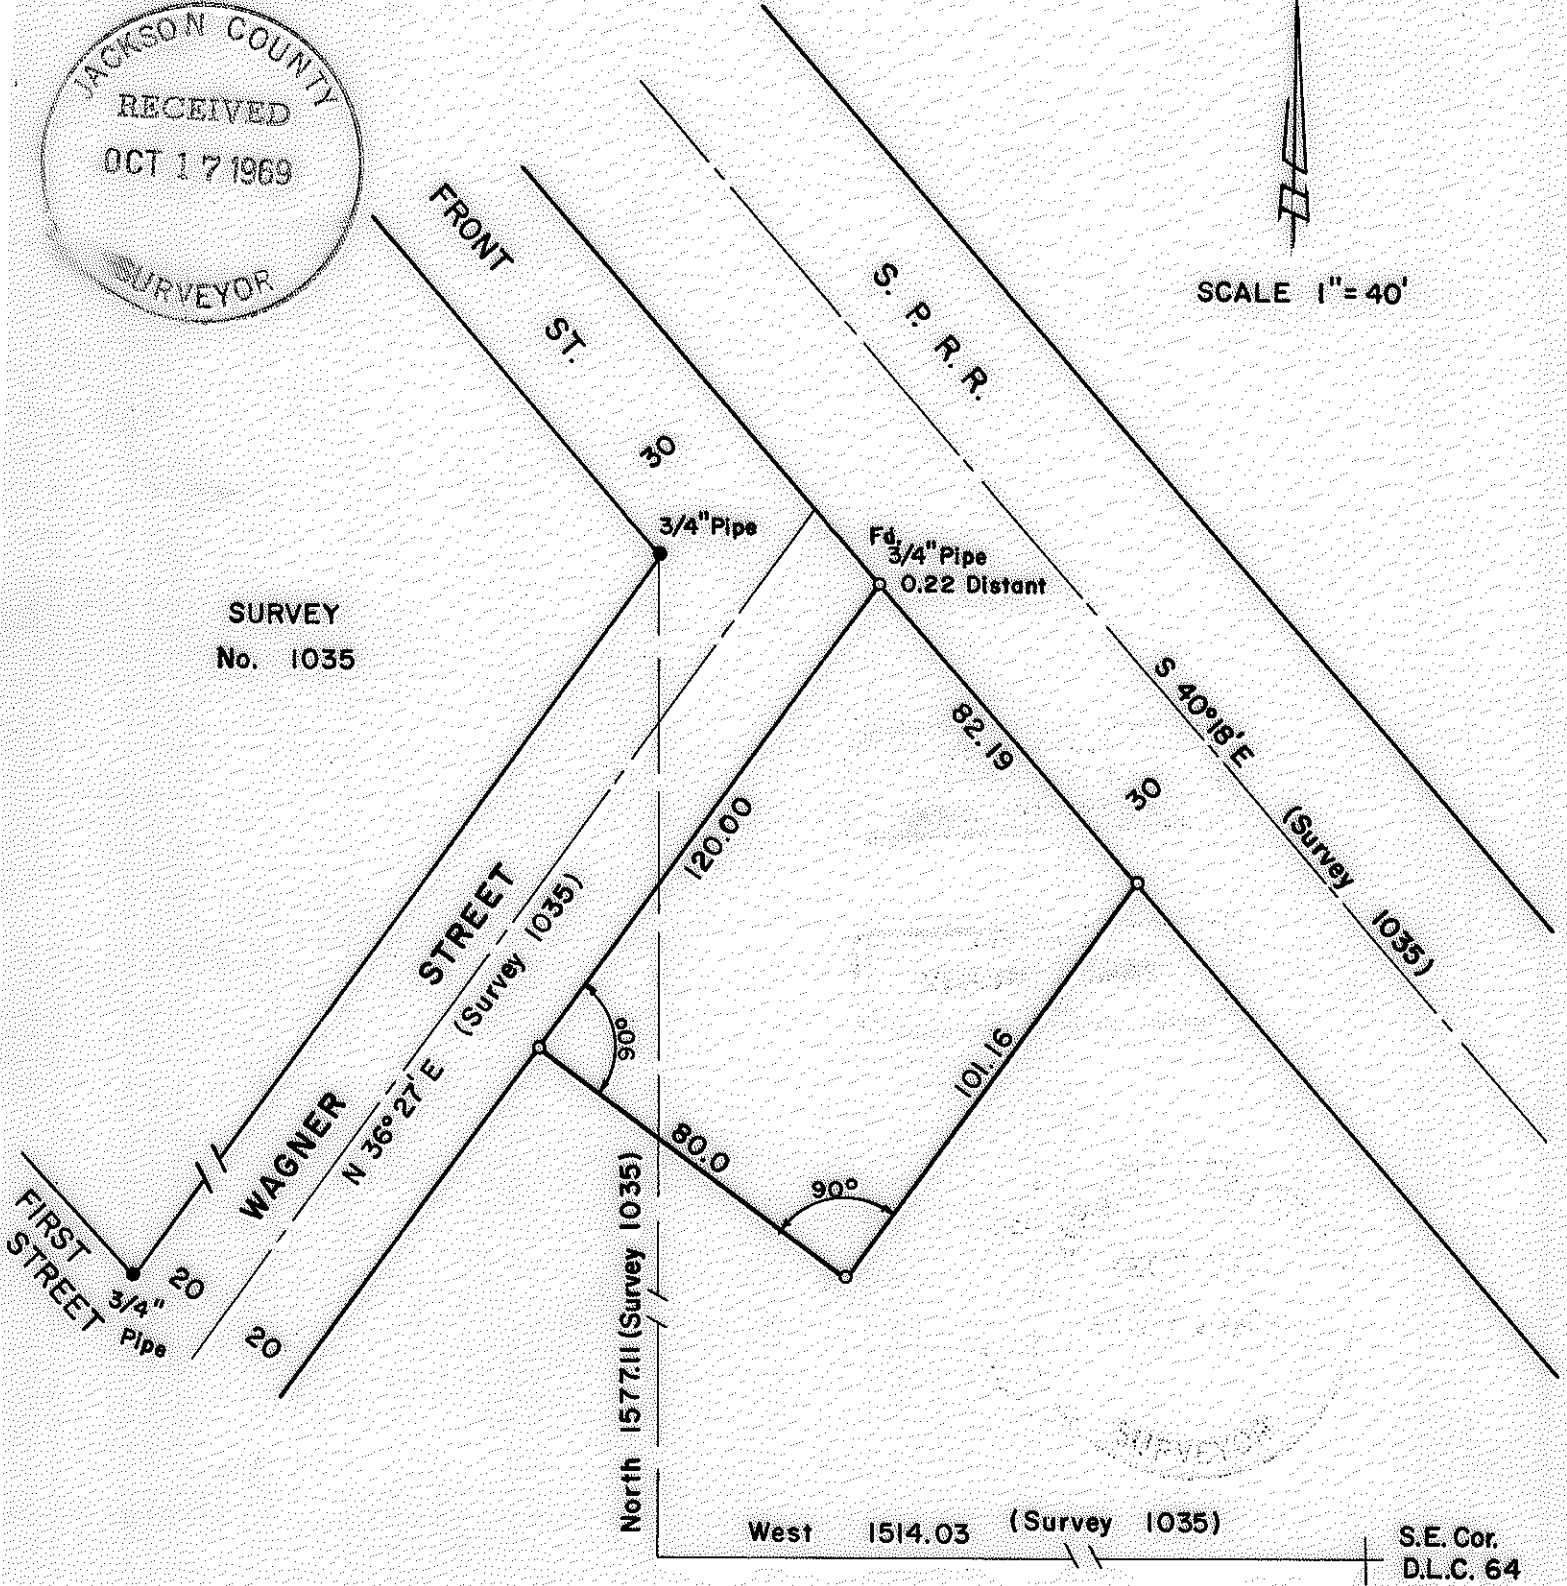 JACKSON COUNTY
RECEIVED
OCT 17 1969
SURVEYOR
N
SCALE 1"=40'
FRONT
ST.
30
S. P. R. R.
3/4" Pipe
Fd.
3/4" Pipe
0.22 Distant
SURVEY
No. 1035
S 40°18' E (Survey 1035)
82.19
30
120.00
WAGNER STREET
N 36°27' E (Survey 1035)
90°
101.16
80.0
90°
FIRST
STREET
20
3/4"
Pipe
20
North 1577.11 (Survey 1035)
SURVEYOR
West 1514.03 (Survey 1035)
S.E. Cor.
D.L.C. 64